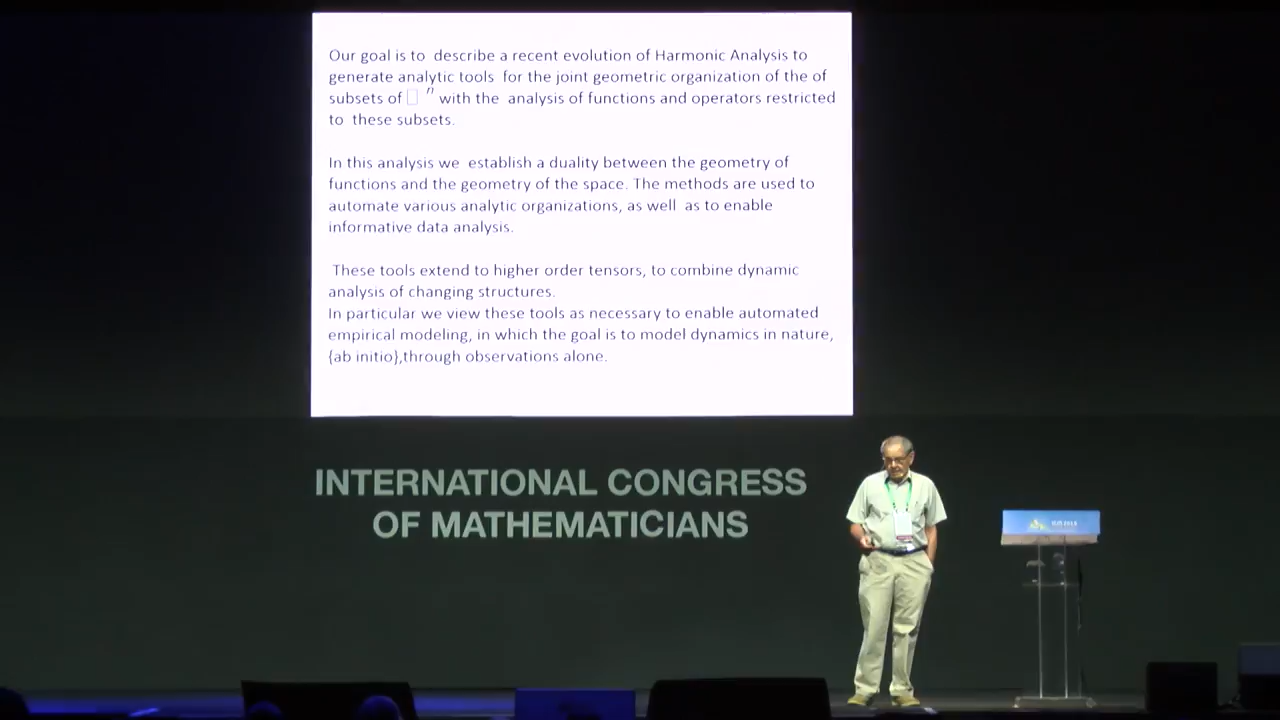 Our goal is to describe a recent evolution of Harmonic Analysis to
generate analytic tools for the joint geometric organization of the of
subsets of □ ⁿ with the analysis of functions and operators restricted
to these subsets.
In this analysis we establish a duality between the geometry of
functions and the geometry of the space. The methods are used to
automate various analytic organizations, as well as to enable
informative data analysis.
These tools extend to higher order tensors, to combine dynamic
analysis of changing structures.
In particular we view these tools as necessary to enable automated
empirical modeling, in which the goal is to model dynamics in nature,
{ab initio},through observations alone.
INTERNATIONAL CONGRESS
OF MATHEMATICIANS